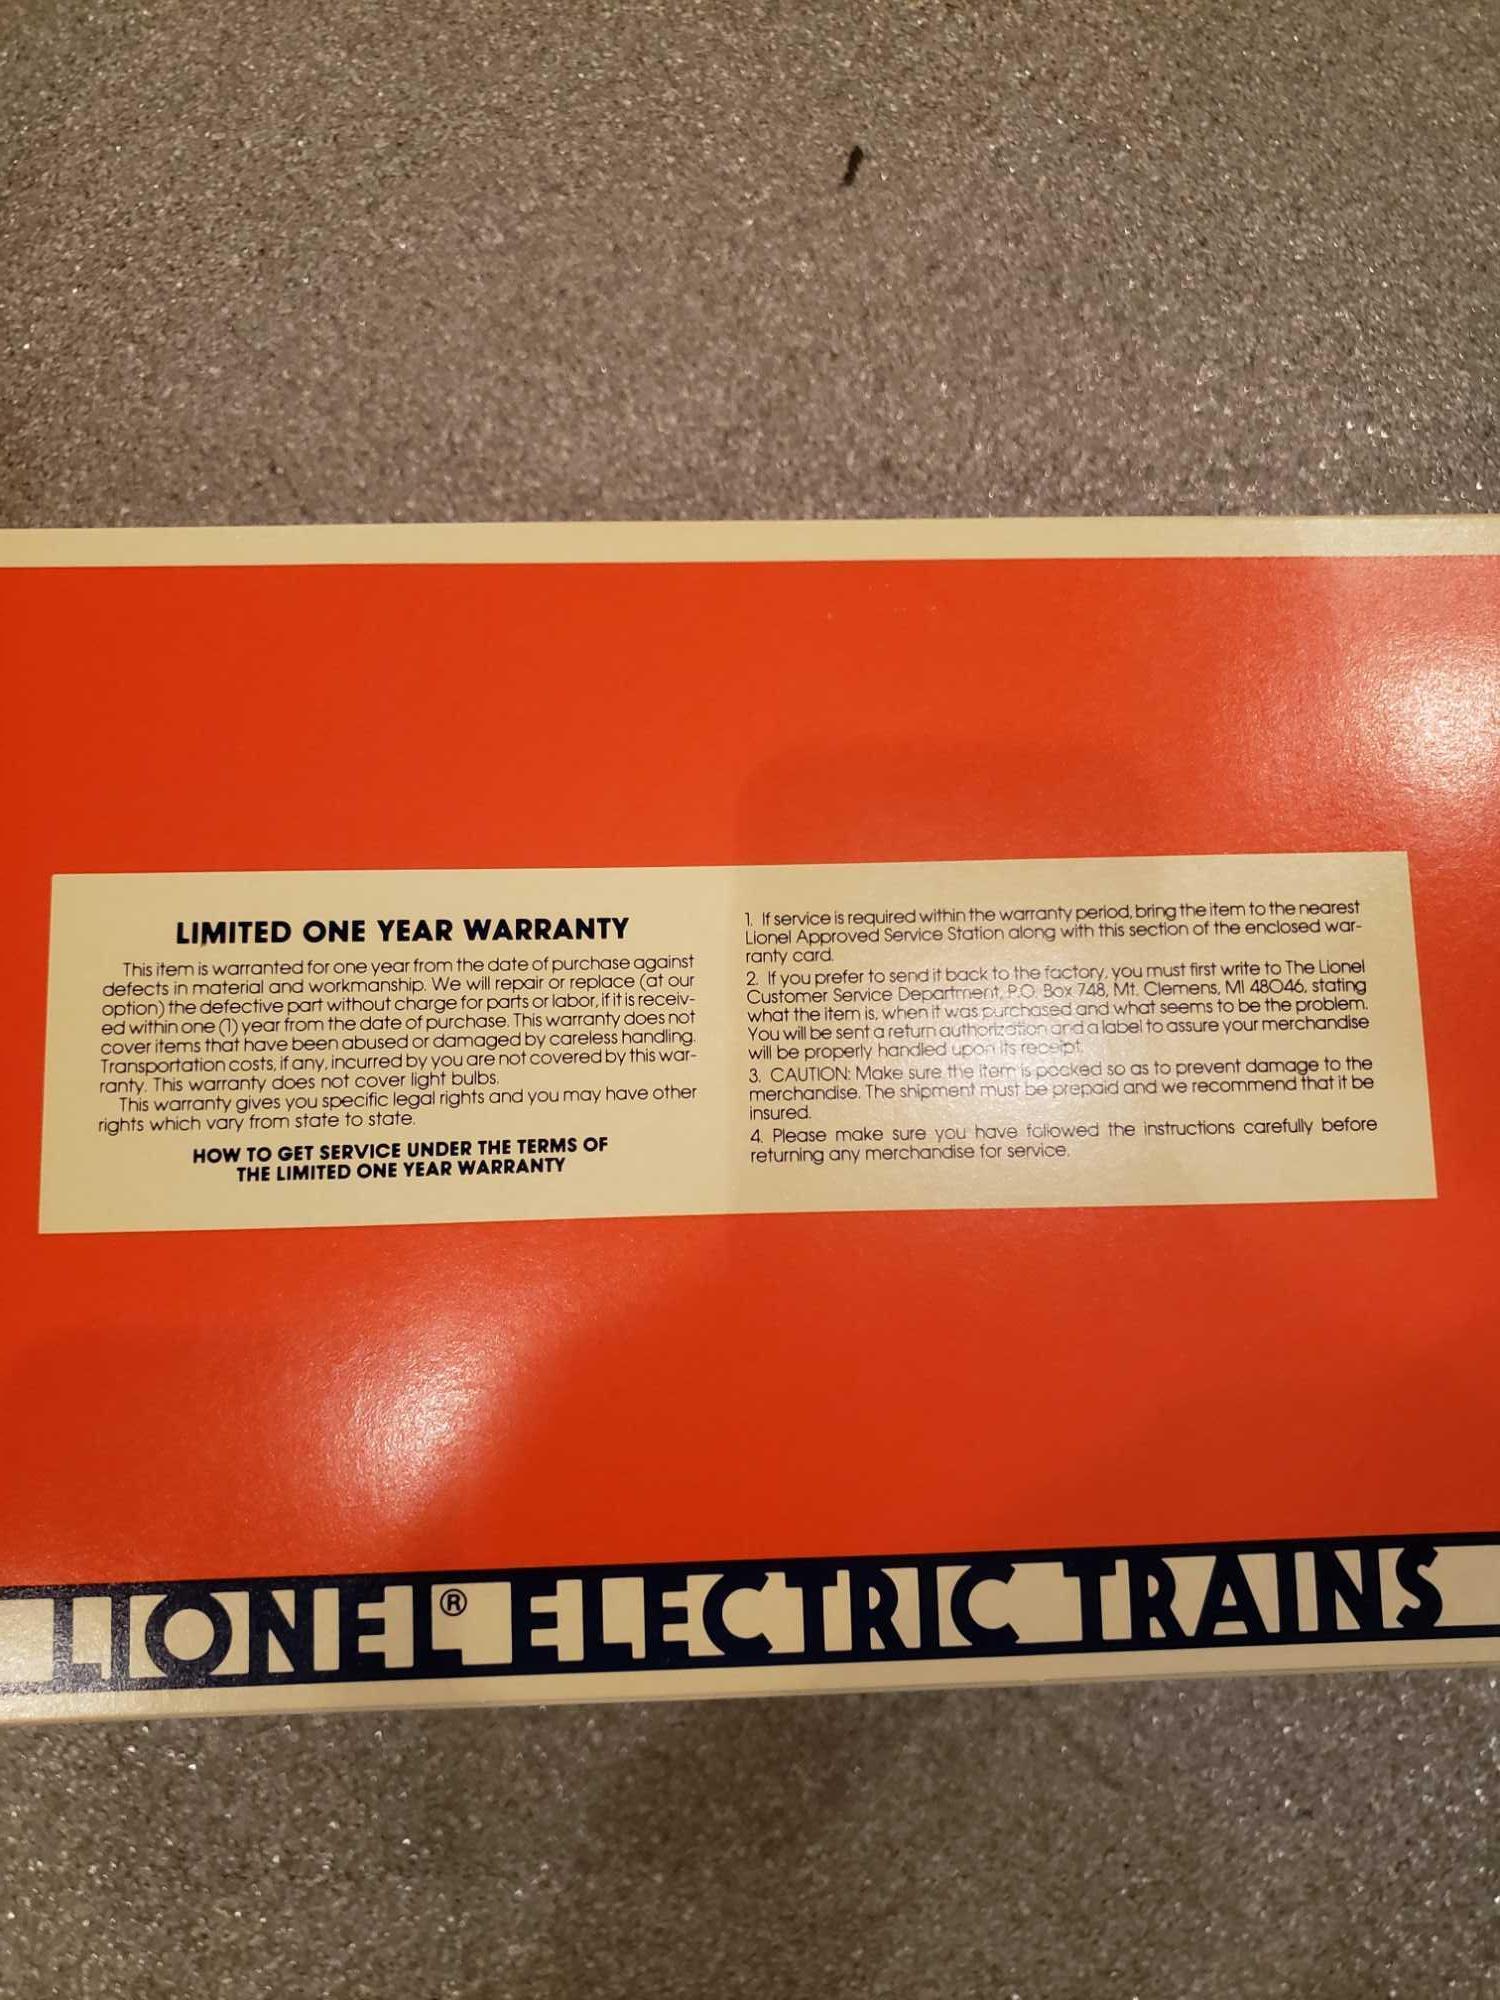 LIMITED ONE YEAR WARRANTY
This item is warranted for one year from the date of purchase against
defects in material and workmanship. We will repair or replace (at our
option) the defective part without charge for parts or labor, if it is receiv-
ed within one (1) year from the date of purchase. This warranty does not
cover items that have been abused or damaged by careless handling.
Transportation costs, if any, incurred by you are not covered by this war-
ranty. This warranty does not cover light bulbs.
This warranty gives you specific legal rights and you may have other
rights which vary from state to state.
HOW TO GET SERVICE UNDER THE TERMS OF
THE LIMITED ONE YEAR WARRANTY
1. If service is required within the warranty period, bring the item to the nearest
Lionel Approved Service Station along with this section of the enclosed war-
ranty card.
2. If you prefer to send it back to the factory, you must first write to The Lionel
Customer Service Department, P.O. Box 748, Mt. Clemens, MI 48046, stating
what the item is, when it was purchased and what seems to be the problem.
You will be sent a return authorization and a label to assure your merchandise
will be properly handled upon its receipt.
3. CAUTION: Make sure the item is packed so as to prevent damage to the
merchandise. The shipment must be prepaid and we recommend that it be
insured.
4. Please make sure you have followed the instructions carefully before
returning any merchandise for service.
LIONEL® ELECTRIC TRAINS